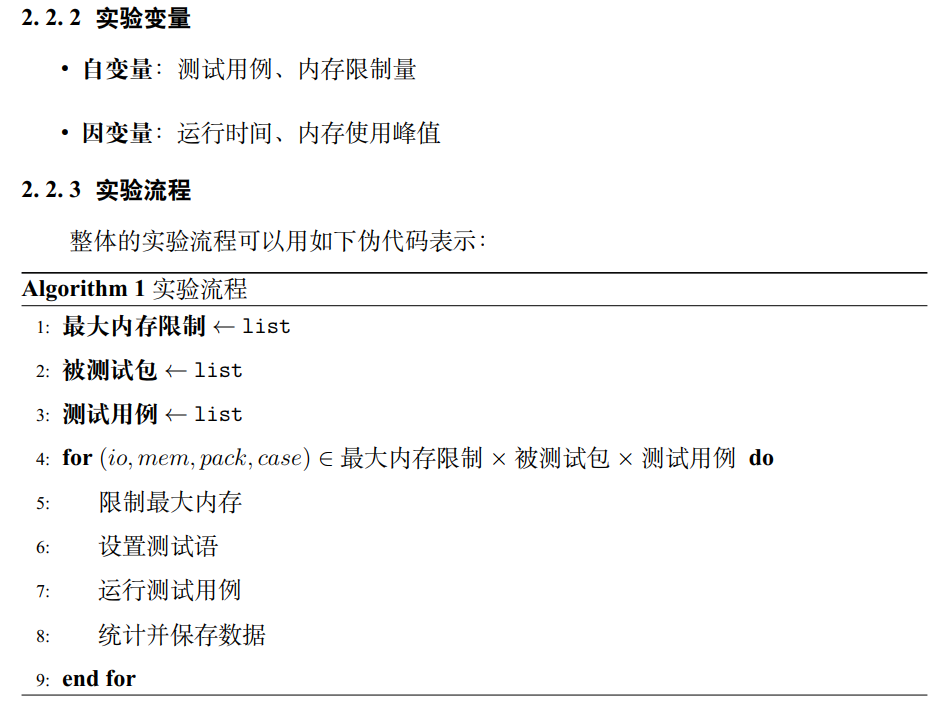 2.2.2 实验变量
• 自变量：测试用例、内存限制量
• 因变量：运行时间、内存使用峰值
2.2.3 实验流程
整体的实验流程可以用如下伪代码表示：
Algorithm 1 实验流程
1: 最大内存限制 ← list
2: 被测试包 ← list
3: 测试用例 ← list
4: for (io, mem, pack, case) ∈ 最大内存限制 × 被测试包 × 测试用例 do
5: 限制最大内存
6: 设置测试语
7: 运行测试用例
8: 统计并保存数据
9: end for